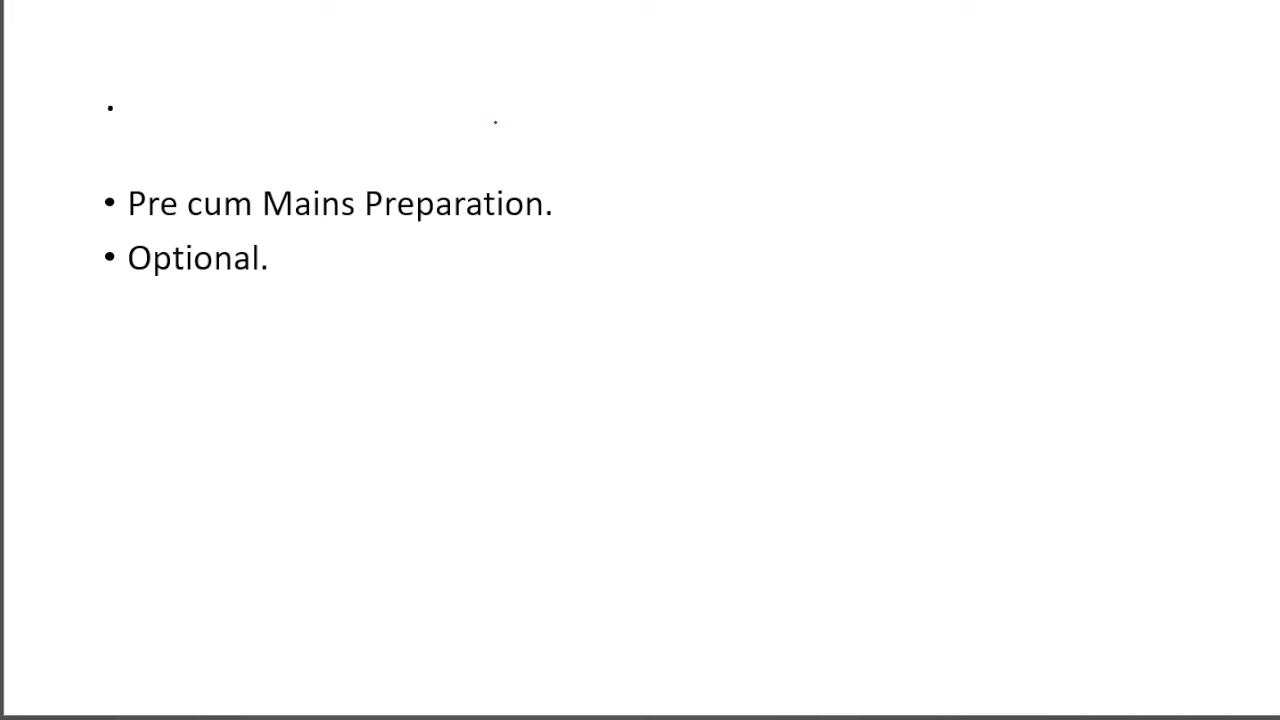 .
• Pre cum Mains Preparation.
• Optional.